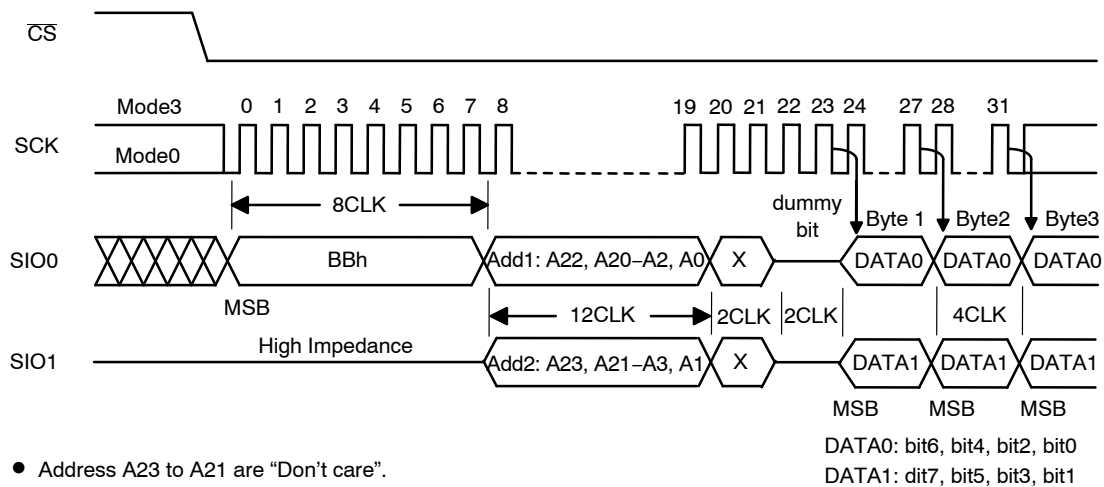 CS
Mode3 0 1 2 3 4 5 6 7 8 19 20 21 22 23 24 27 28 31
SCK
Mode0
8CLK
dummy
bit
Byte 1 Byte2 Byte3
SIO0 BBh Add1: A22, A20−A2, A0 X DATA0 DATA0 DATA0
MSB
12CLK 2CLK 2CLK 4CLK
High Impedance
SIO1 Add2: A23, A21−A3, A1 X DATA1 DATA1 DATA1
MSB MSB MSB
DATA0: bit6, bit4, bit2, bit0
● Address A23 to A21 are “Don’t care”.
DATA1: dit7, bit5, bit3, bit1